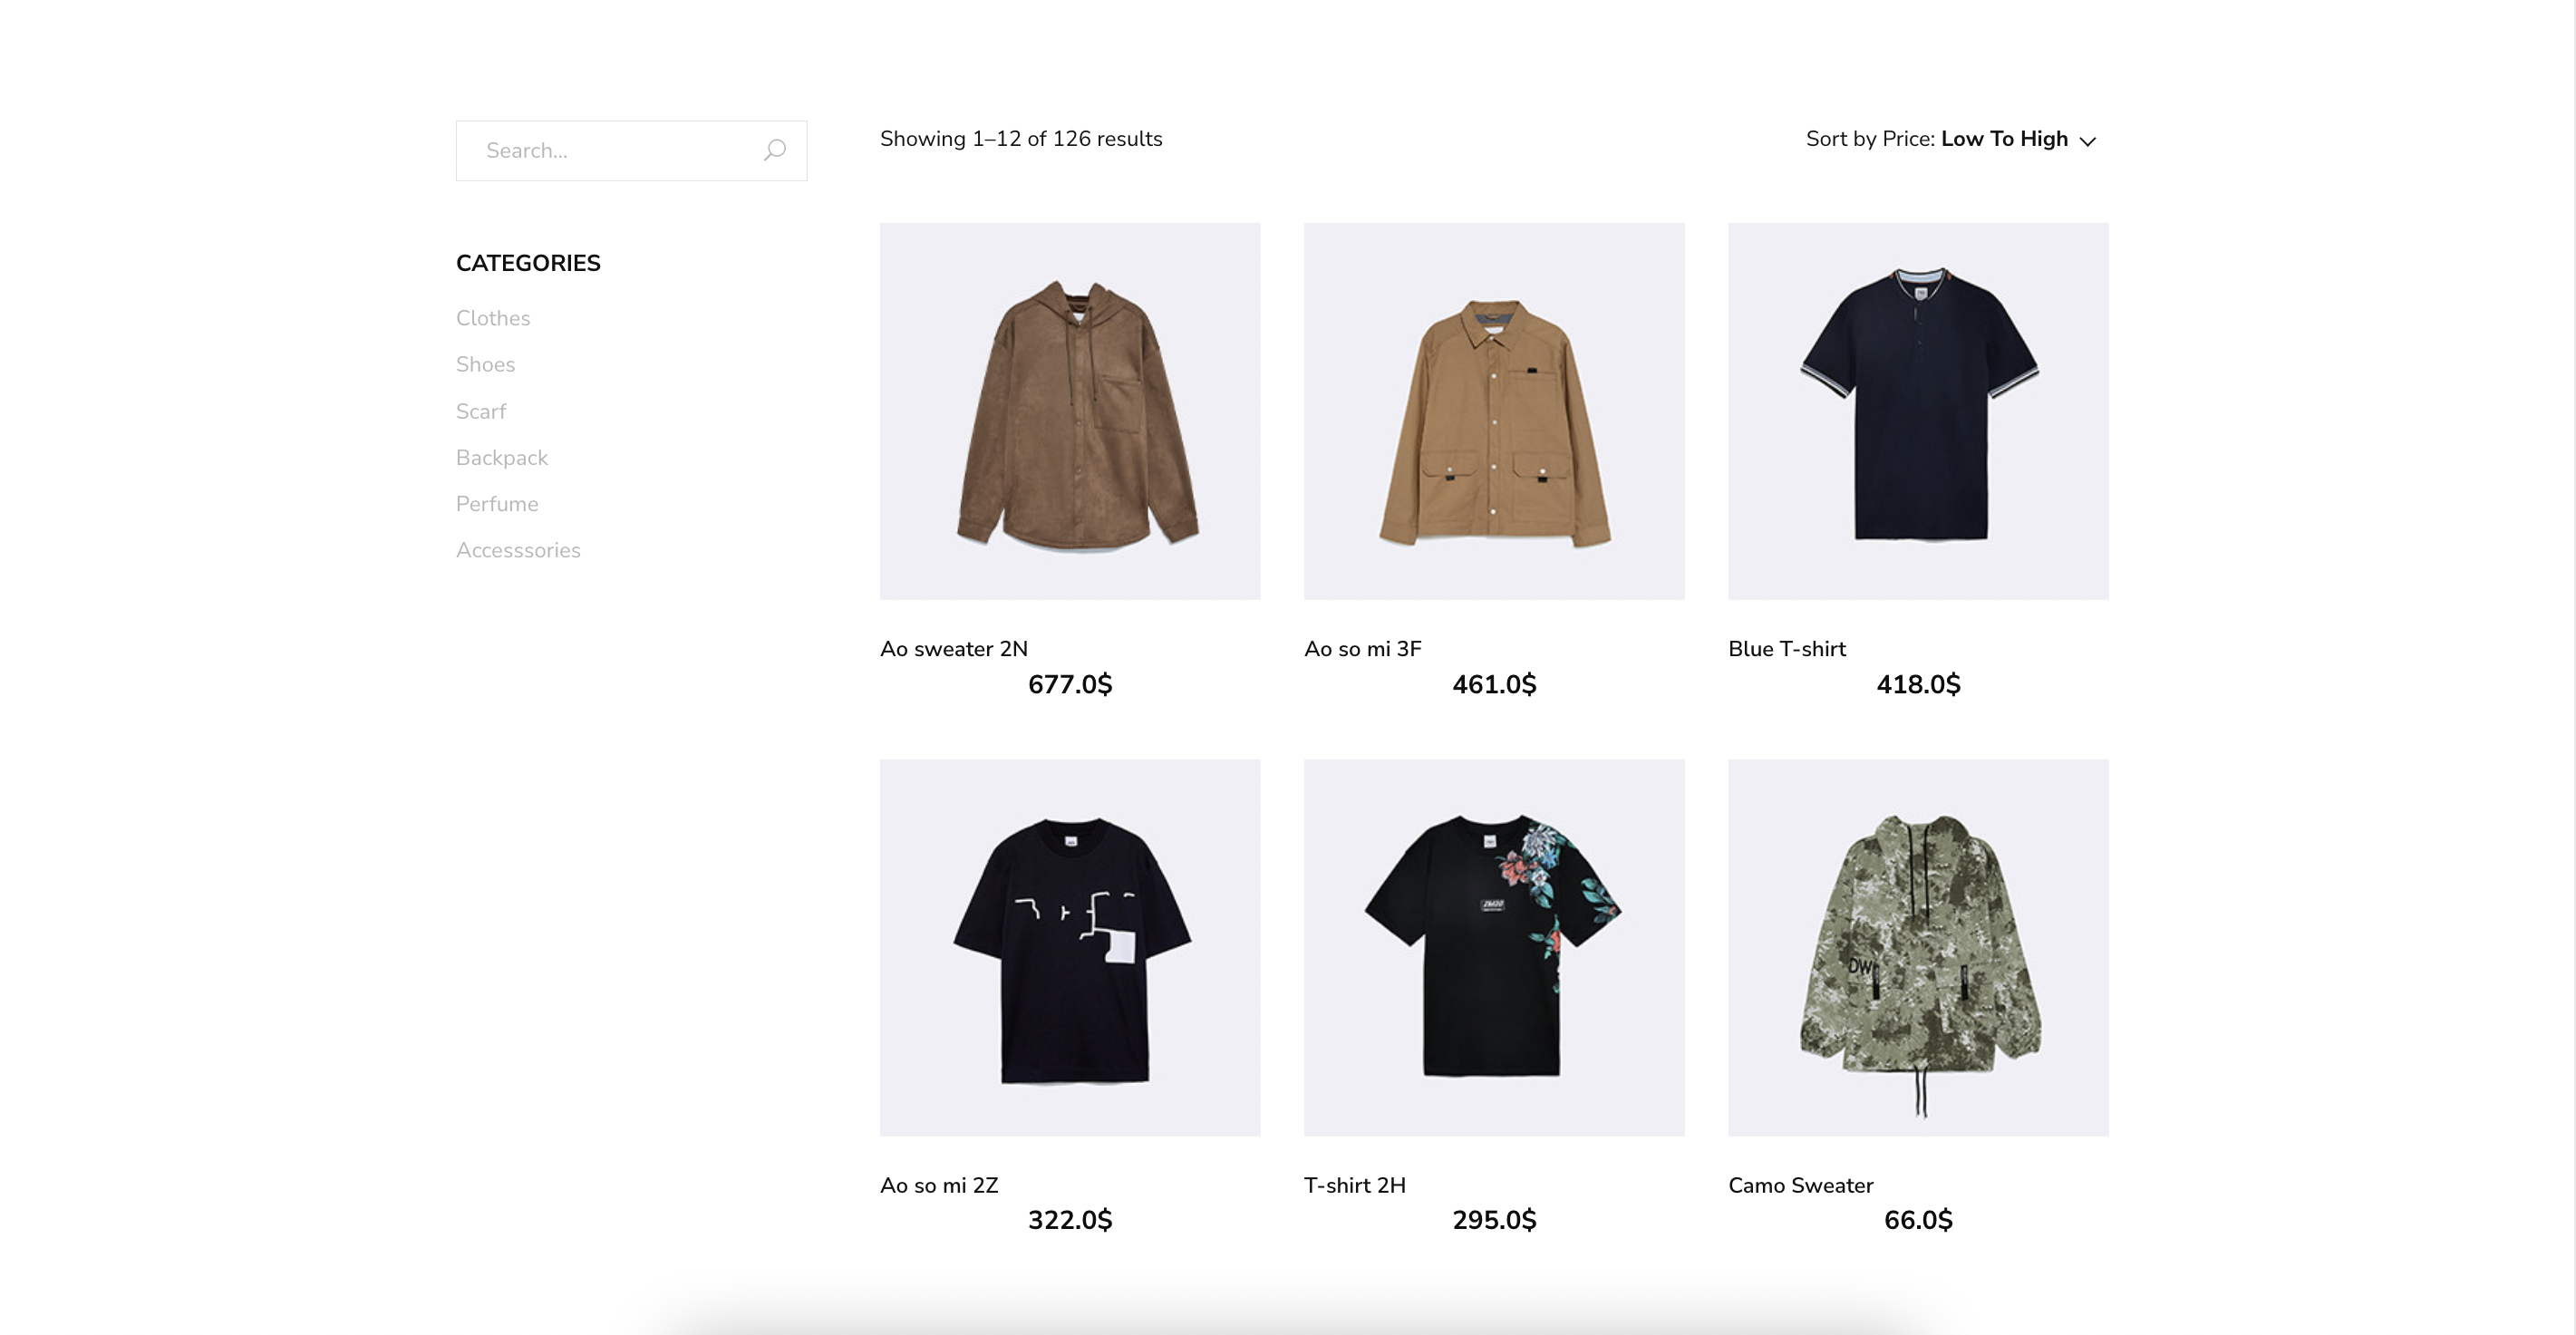 Search...
Showing 1–12 of 126 results
Sort by Price: Low To High
CATEGORIES
Clothes
Shoes
Scarf
Backpack
Perfume
Accesssories
Ao sweater 2N
677.0$
Ao so mi 3F
461.0$
Blue T-shirt
418.0$
DW
Ao so mi 2Z
322.0$
T-shirt 2H
295.0$
Camo Sweater
66.0$